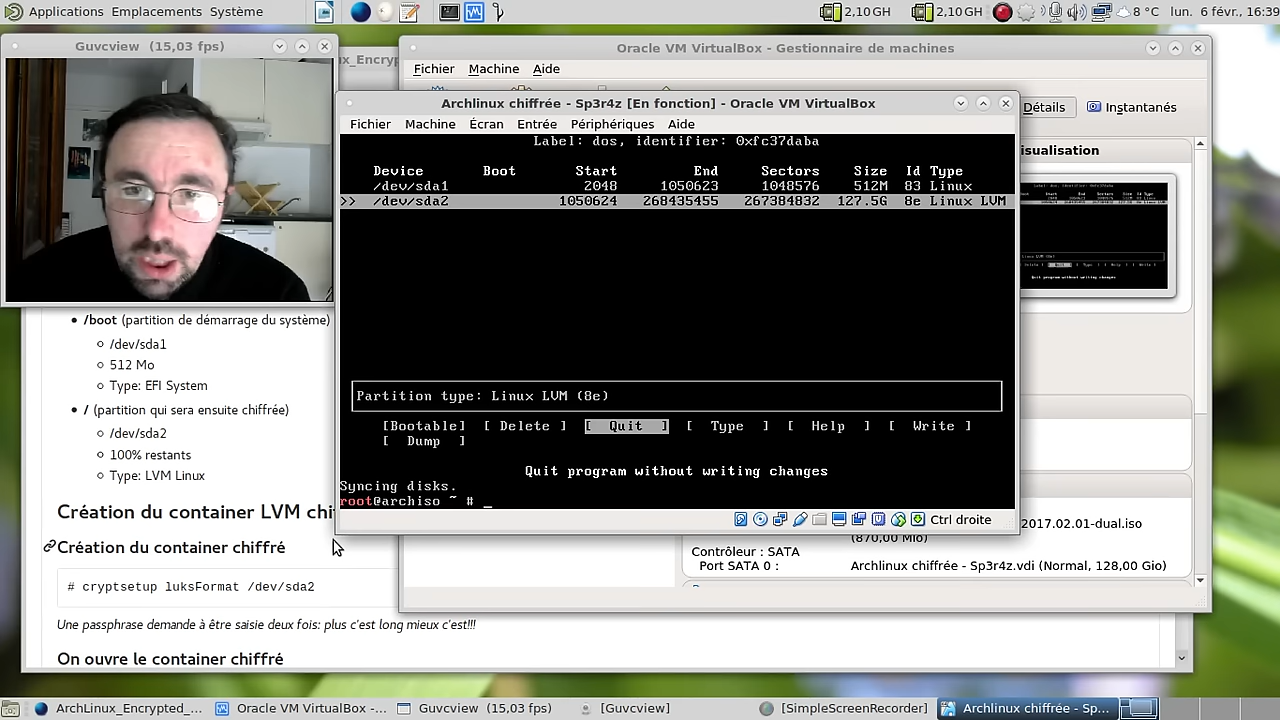 Applications Emplacements Système
2,10 GH 2,10 GH 8 °C lun. 6 févr., 16:39
Guvcview (15,03 fps)
ux_Encryp
Oracle VM VirtualBox - Gestionnaire de machines
Fichier Machine Aide
Détails Instantanés
isualisation
Archlinux chiffrée - Sp3r4z [En fonction] - Oracle VM VirtualBox
Fichier Machine Écran Entrée Périphériques Aide
Label: dos, identifier: 0xfc37daba
Device Boot Start End Sectors Size Id Type
/dev/sda1 2048 1050623 1048576 512M 83 Linux
>> /dev/sda2 1050624 268435455 267384832 127.5G 8e Linux LVM
Partition type: Linux LVM (8e)
[Bootable] [ Delete ] [ Quit ] [ Type ] [ Help ] [ Write ]
[ Dump ]
Quit program without writing changes
Syncing disks.
root@archiso ~ # _
Ctrl droite
/boot (partition de démarrage du système)
/dev/sda1
512 Mo
Type: EFI System
/ (partition qui sera ensuite chiffrée)
/dev/sda2
100% restants
Type: LVM Linux
Création du container LVM chi
Création du container chiffré
# cryptsetup luksFormat /dev/sda2
Une passphrase demande à être saisie deux fois: plus c'est long mieux c'est!!!
On ouvre le container chiffré
2017.02.01-dual.iso
(870,00 Mio)
Contrôleur : SATA
Port SATA 0 : Archlinux chiffrée - Sp3r4z.vdi (Normal, 128,00 Gio)
ArchLinux_Encrypted_... Oracle VM VirtualBox -... Guvcview (15,03 fps) [Guvcview] [SimpleScreenRecorder] Archlinux chiffrée - Sp...